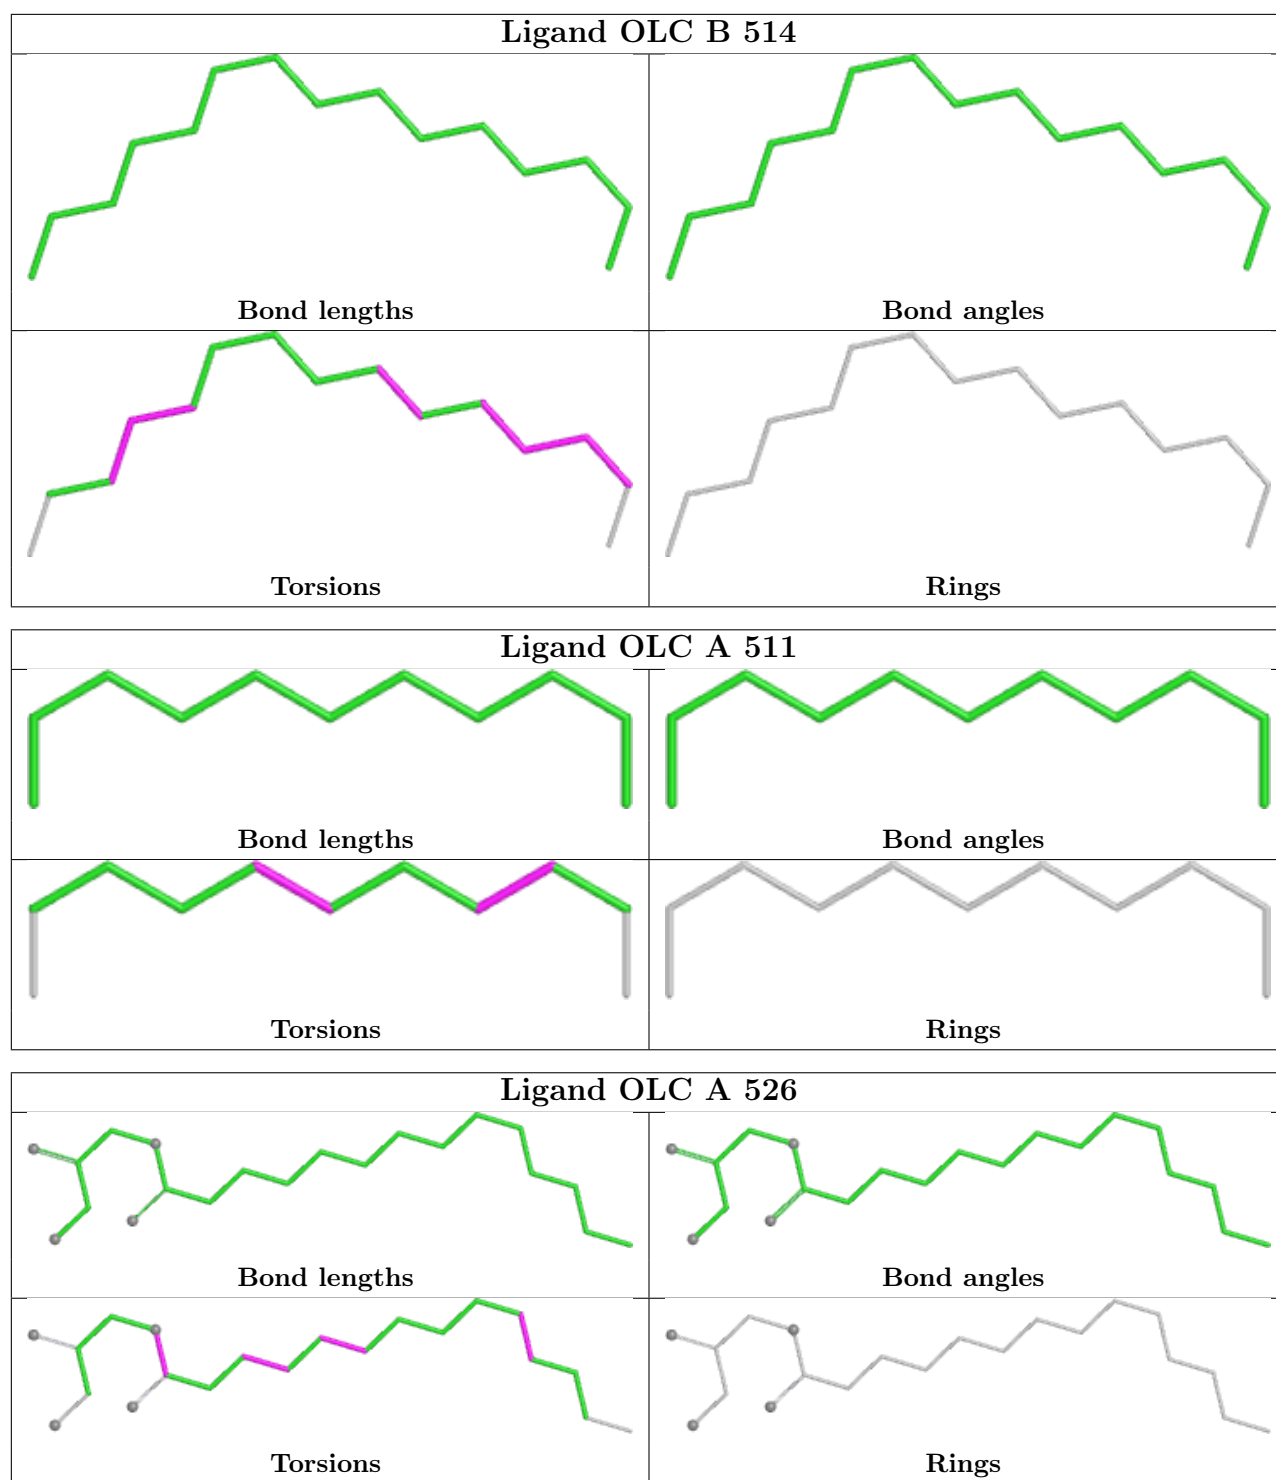 Ligand OLC B 514
Bond lengths
Bond angles
Torsions
Rings
Ligand OLC A 511
Bond lengths
Bond angles
Torsions
Rings
Ligand OLC A 526
Bond lengths
Bond angles
Torsions
Rings